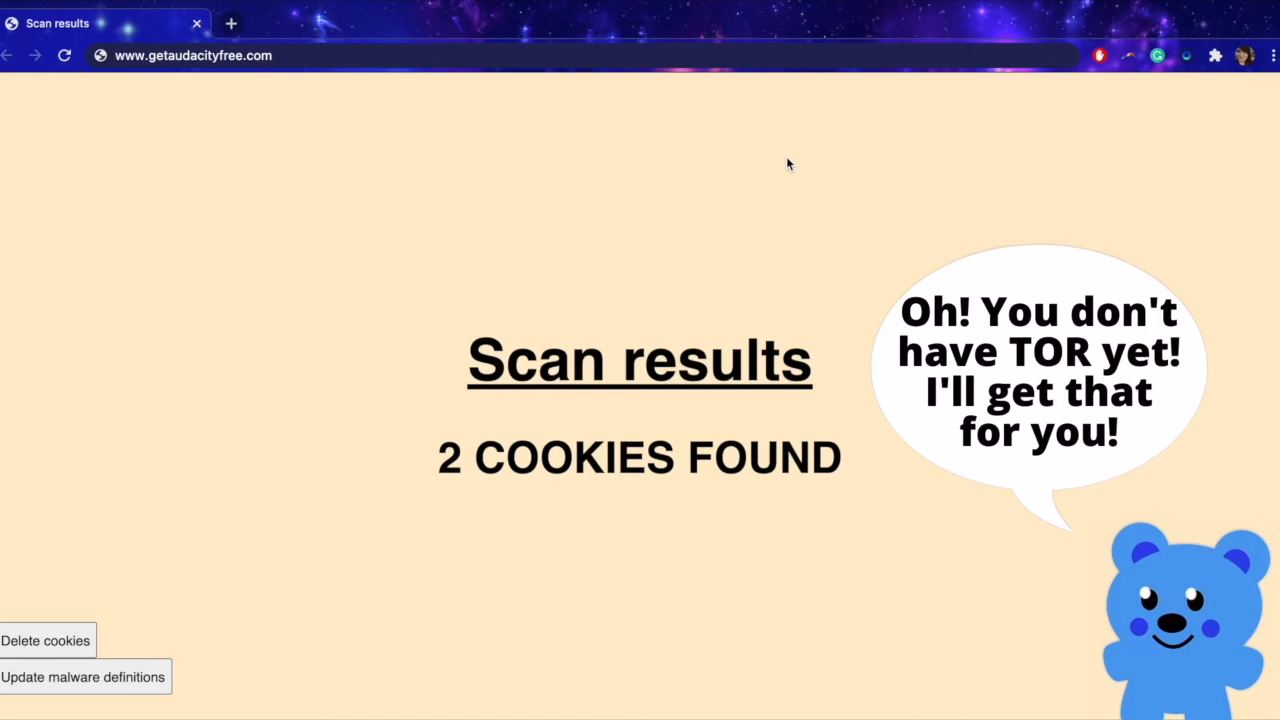 Scan results
www.getaudacityfree.com
Oh! You don't
have TOR yet!
I'll get that
for you!
Scan results
2 COOKIES FOUND
Delete cookies
Update malware definitions